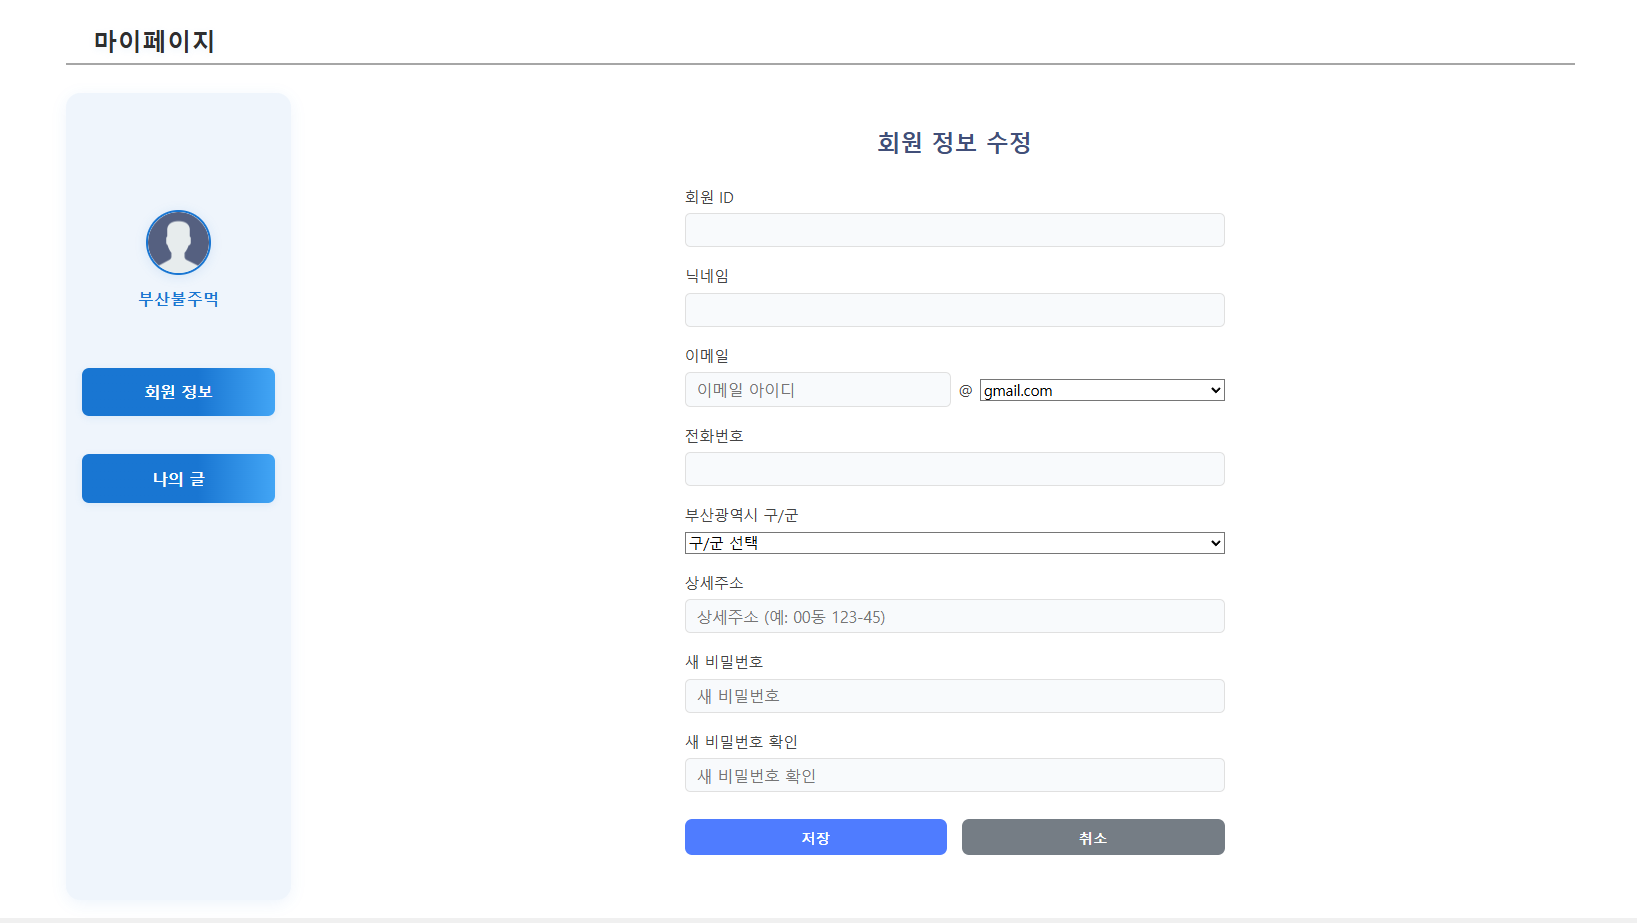 마이페이지
부산불주먹
회원 정보
나의 글
회원 정보 수정
회원 ID
닉네임
이메일
이메일 아이디 @ gmail.com
전화번호
부산광역시 구/군
구/군 선택
상세주소
상세주소 (예: 00동 123-45)
새 비밀번호
새 비밀번호
새 비밀번호 확인
새 비밀번호 확인
저장 취소